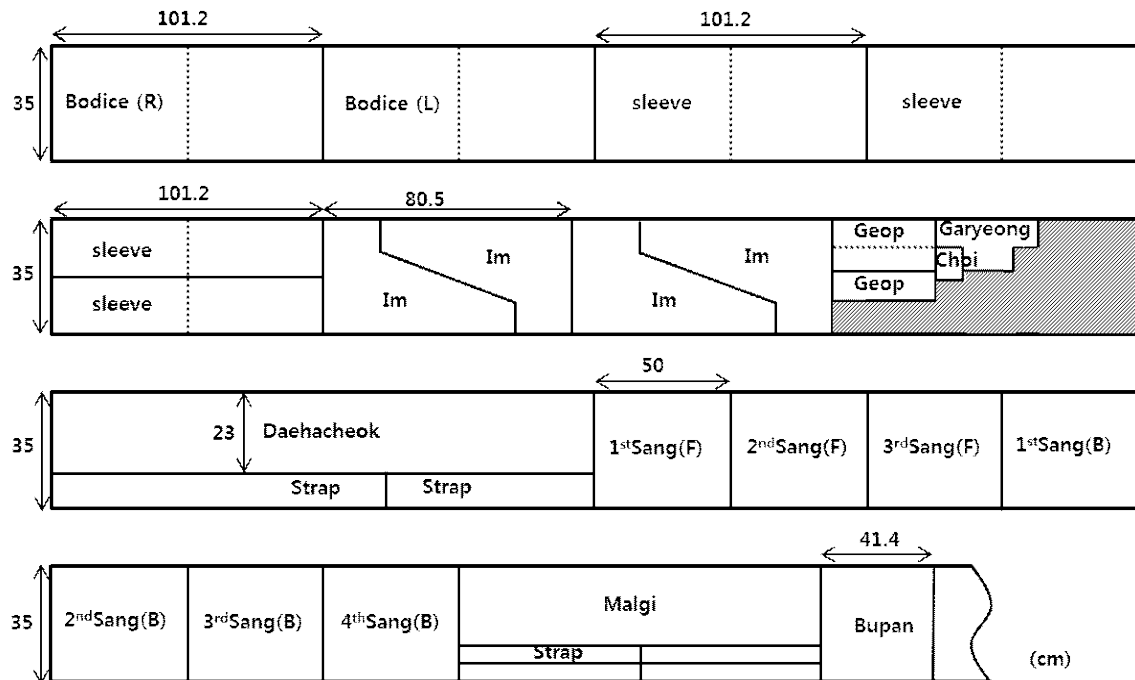 101.2
101.2
35
Bodice (R)
Bodice (L)
sleeve
sleeve
101.2
80.5
35
sleeve
sleeve
Im
Im
Im
Im
Geop
Geop
Garyeong
Choi
50
35
23
Daehacheok
Strap
Strap
1stSang(F)
2ndSang(F)
3rdSang(F)
1stSang(B)
41.4
35
2ndSang(B)
3rdSang(B)
4thSang(B)
Malgi
Strap
Bupan
(cm)